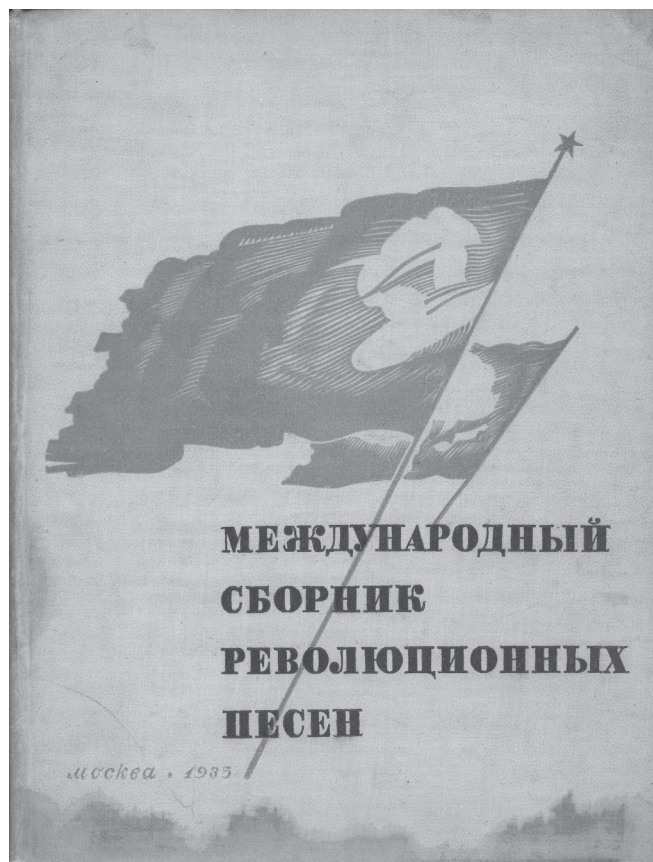 МЕЖДУНАРОДНЫЙ
СБОРНИК
РЕВОЛЮЦИОННЫХ
ПЕСЕН
москва • 1935